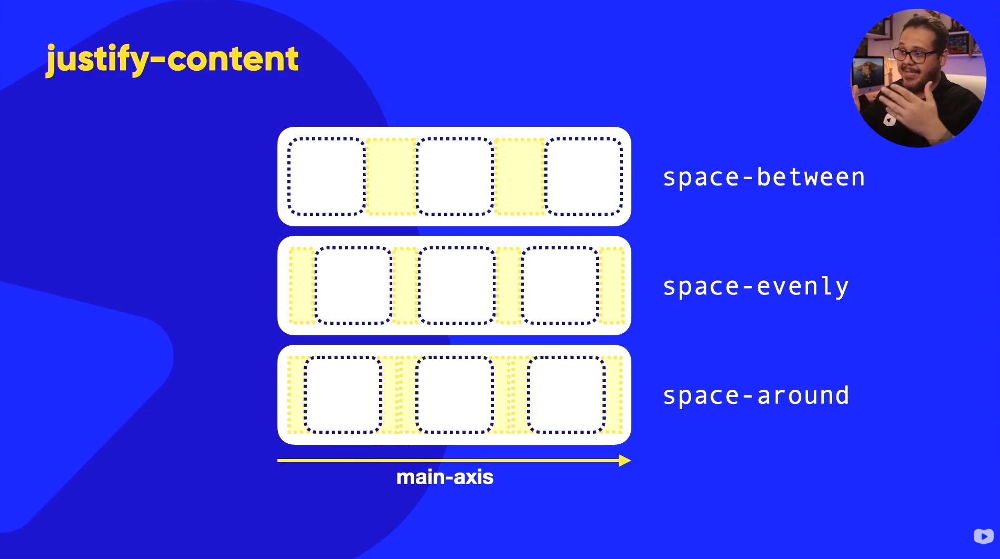 justify-content
space-between
space-evenly
space-around
main-axis